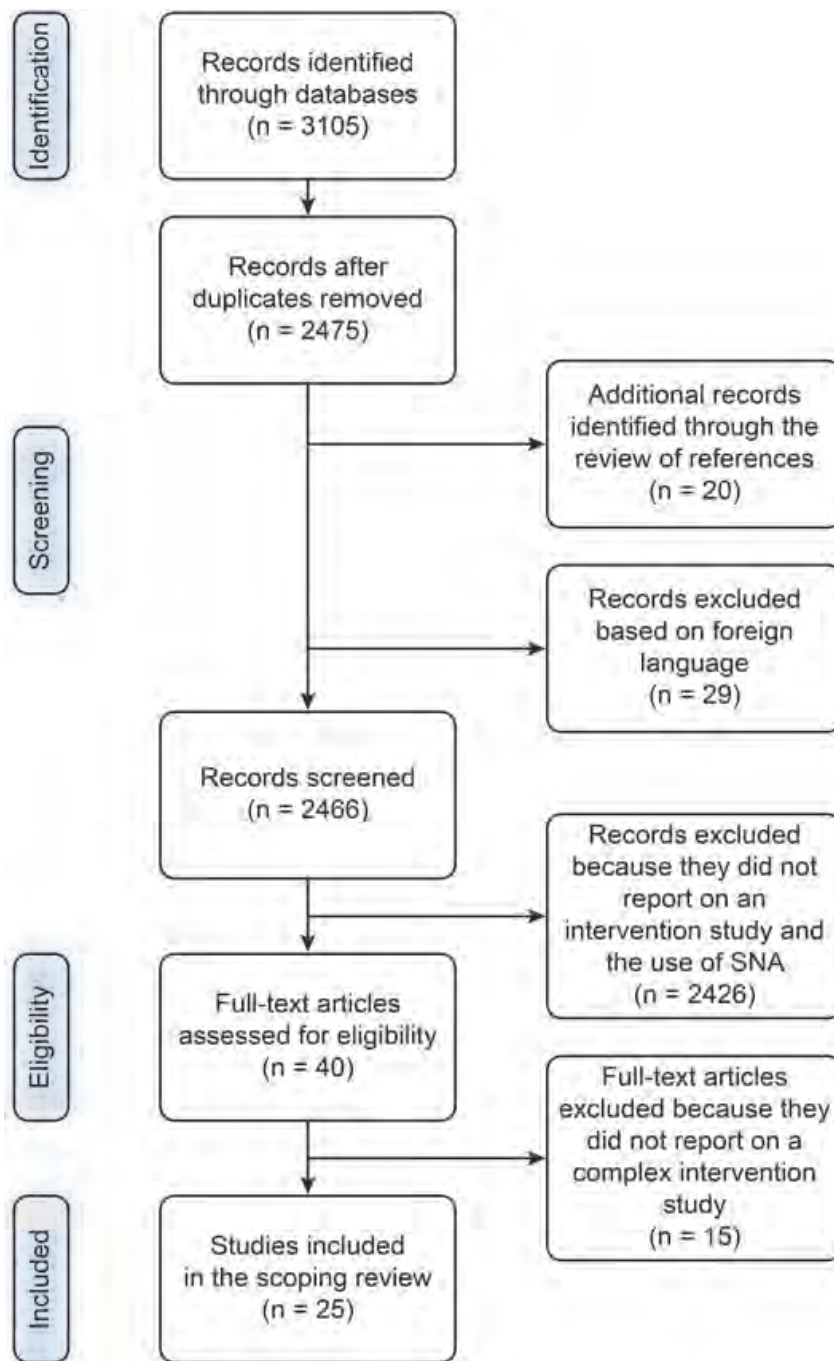 Identification
Records identified
through databases
(n = 3105)
Records after
duplicates removed
(n = 2475)
Screening
Additional records
identified through the
review of references
(n = 20)
Records excluded
based on foreign
language
(n = 29)
Records screened
(n = 2466)
Records excluded
because they did not
report on an
intervention study and
the use of SNA
(n = 2426)
Eligibility
Full-text articles
assessed for eligibility
(n = 40)
Full-text articles
excluded because they
did not report on a
complex intervention
study
(n = 15)
Included
Studies included
in the scoping review
(n = 25)